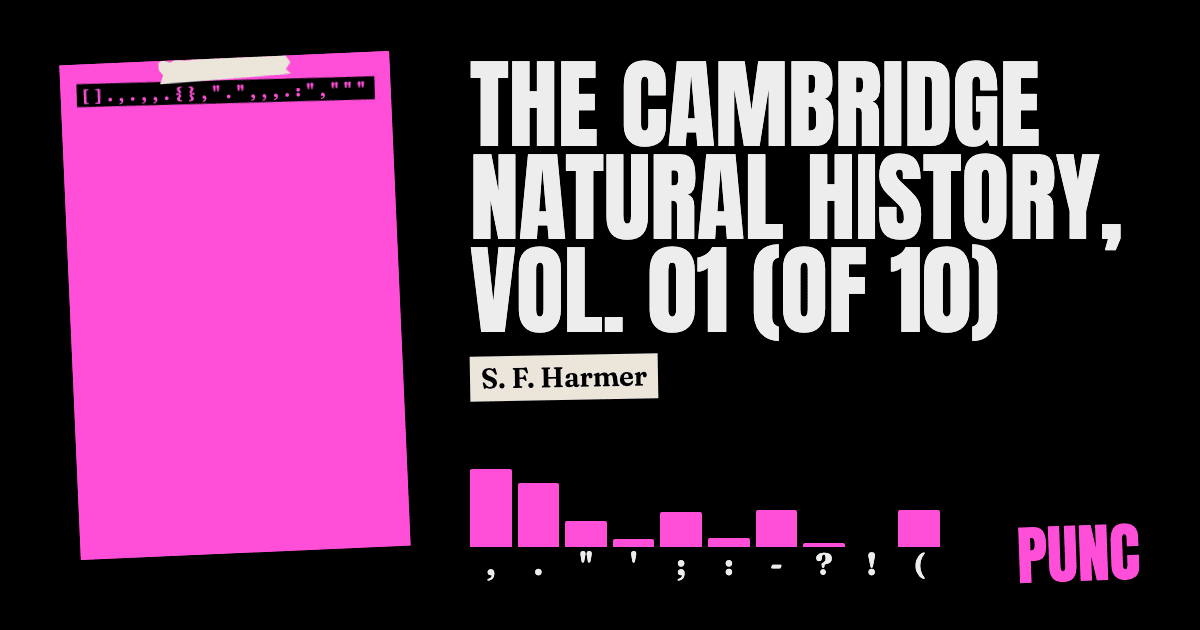 [].,.,,.{},".",,,.:","""
THE CAMBRIDGE
NATURAL HISTORY,
VOL. 01 (OF 10)
S. F. Harmer
, . " ' ; : - ? ! (
PUNC